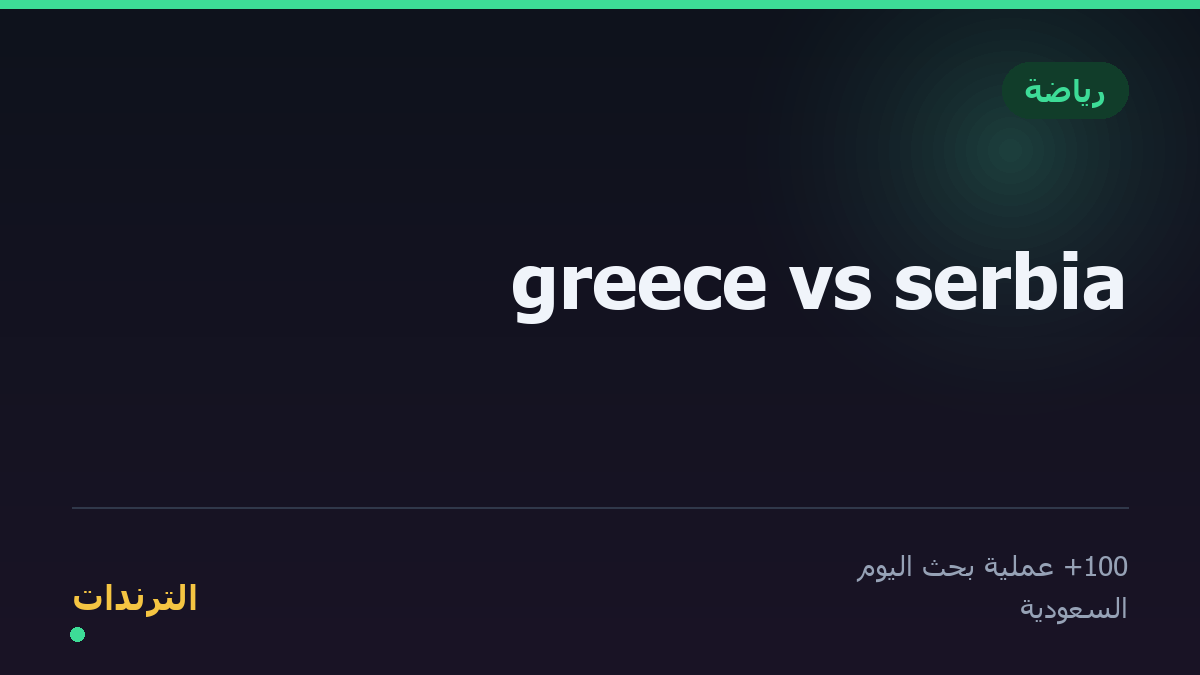 رياضة
greece vs serbia
100+ عملية بحث اليوم
السعودية
الترندات